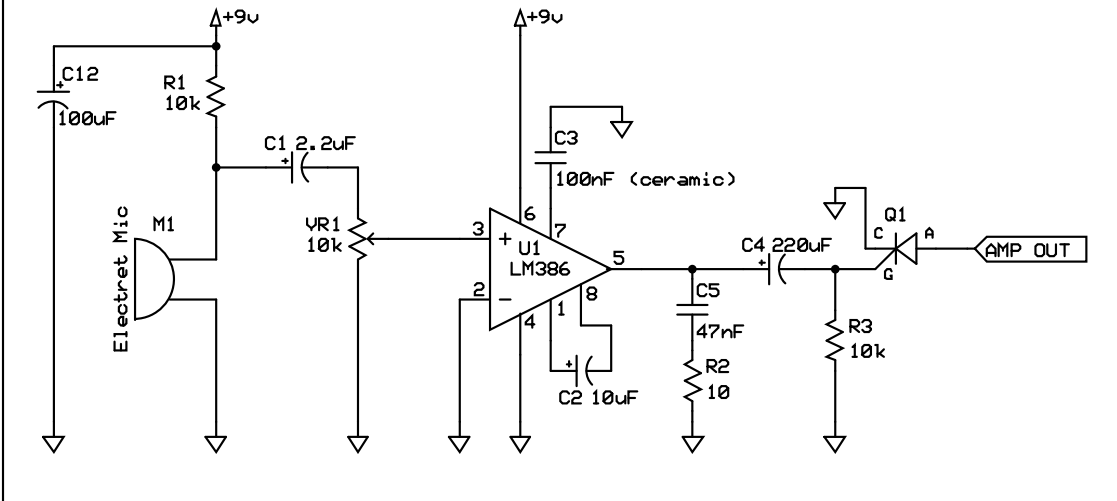 +9v
+9v
C12
+
100uF
R1
10k
C1 2.2uF
+
C3
100nF (ceramic)
Electret Mic
M1
VR1
10k
3
+
6
7
U1
LM386
5
2
−
4
1
8
+
C2 10uF
C5
47nF
R2
10
C4 220uF
+
R3
10k
Q1
C
A
G
AMP OUT